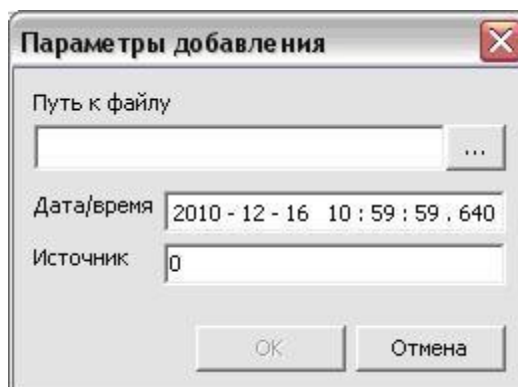 Параметры добавления
Путь к файлу
...
Дата/время 2010 - 12 - 16 10 : 59 : 59 . 640
Источник 0
OK Отмена